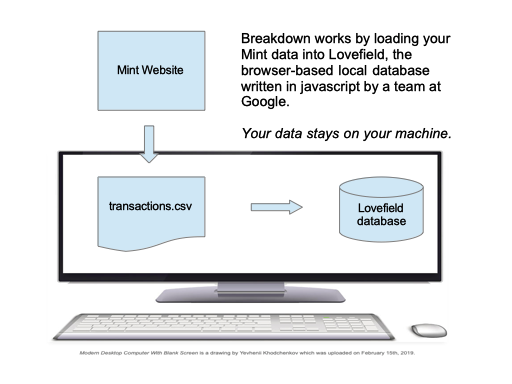 Mint Website
Breakdown works by loading your
Mint data into Lovefield, the
browser-based local database
written in javascript by a team at
Google.
Your data stays on your machine.
transactions.csv
Lovefield
database
Modern Desktop Computer With Blank Screen is a drawing by Yevhenii Khodchenkov which was uploaded on February 15th, 2019.